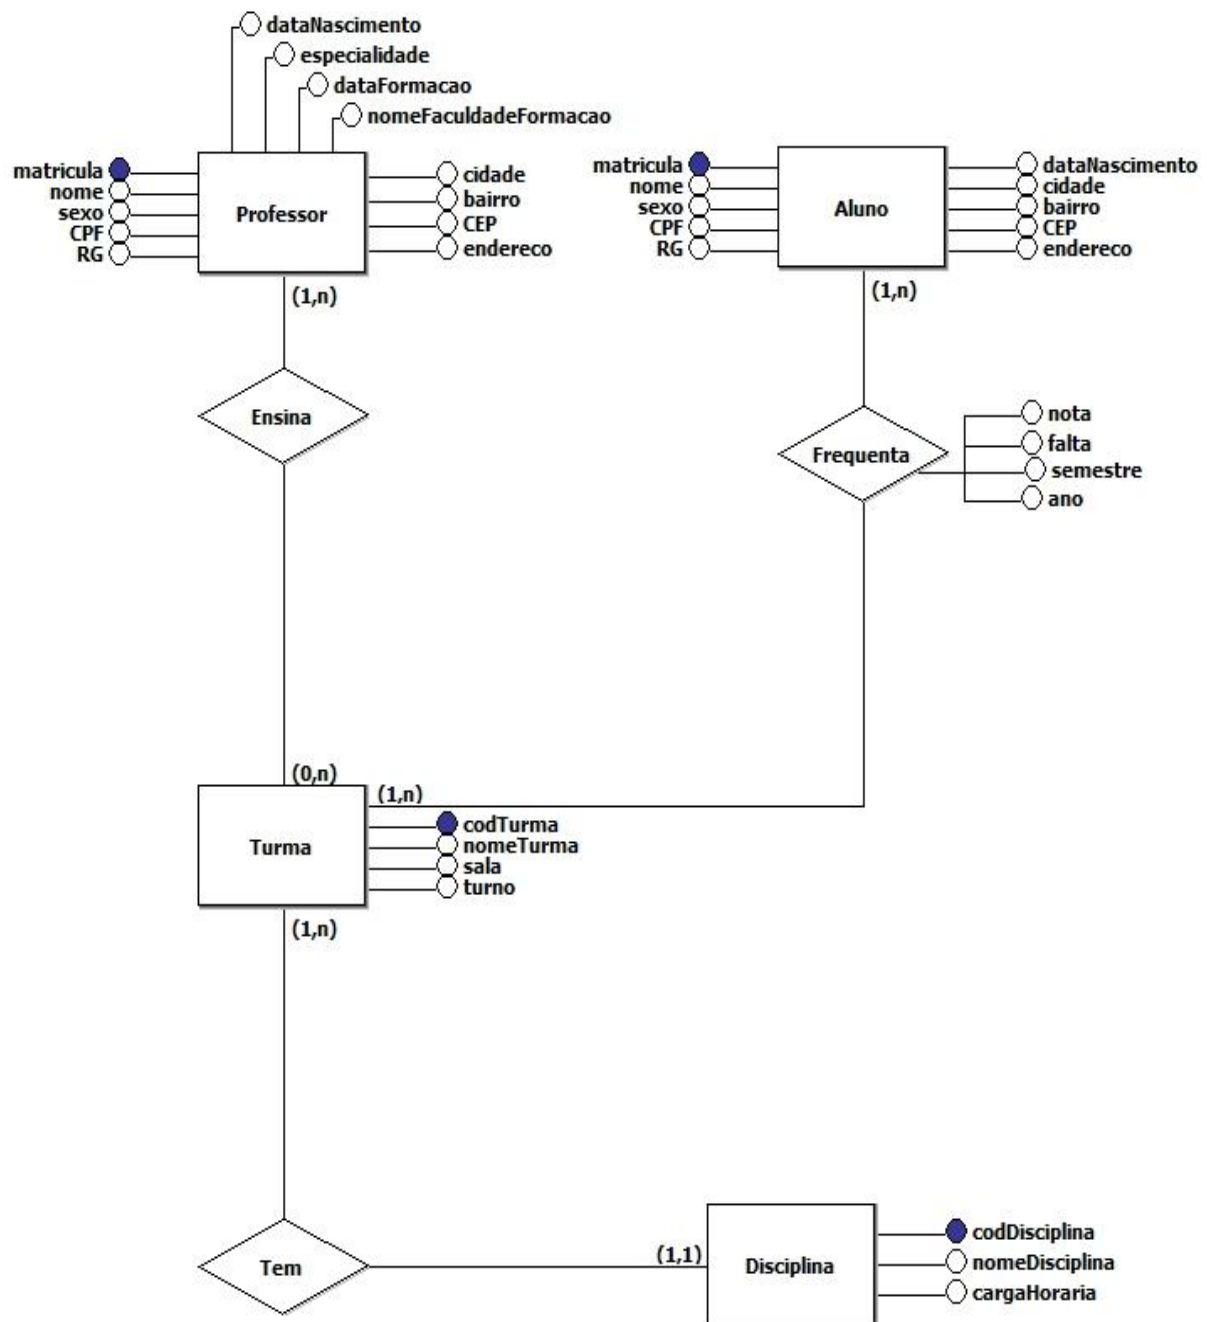 dataNascimento
especialidade
dataFormacao
nomeFaculdadeFormacao
matricula
nome
sexo
CPF
RG
Professor
cidade
bairro
CEP
endereco
matricula
nome
sexo
CPF
RG
Aluno
dataNascimento
cidade
bairro
CEP
endereco
(1,n)
(1,n)
Ensina
Frequenta
nota
falta
semestre
ano
(0,n)
(1,n)
Turma
codTurma
nomeTurma
sala
turno
(1,n)
Tem
(1,1)
Disciplina
codDisciplina
nomeDisciplina
cargaHoraria